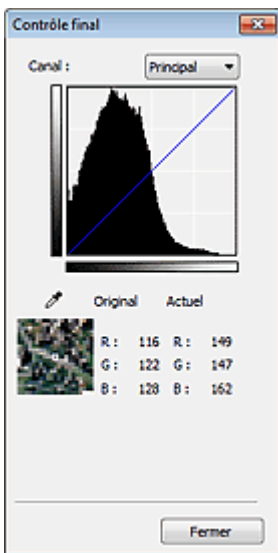 Contrôle final
Canal : Principal
Original Actuel
R : 116 R : 149
G : 122 G : 147
B : 128 B : 162
Fermer